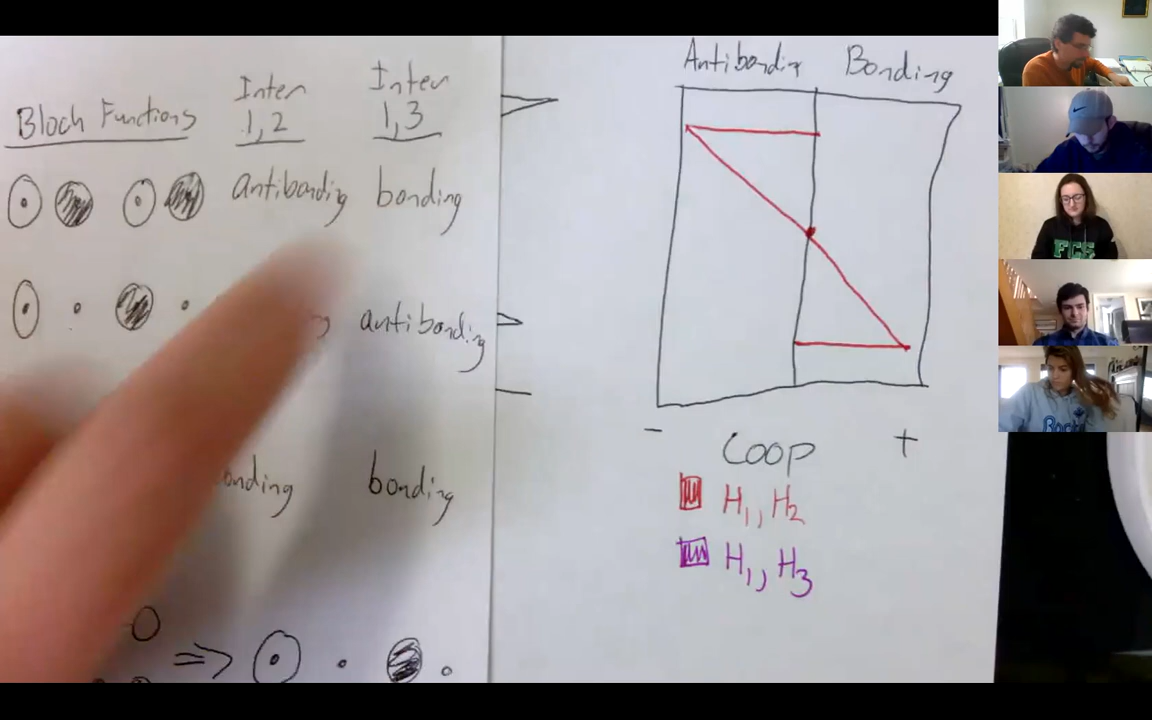 Bloch Functions
Inter
1,2
Inter
1,3
antibonding
bonding
antibonding
onding
bonding
=>
Antibonding
Bonding
-
COOP
+
H1, H2
H1, H3
FCS